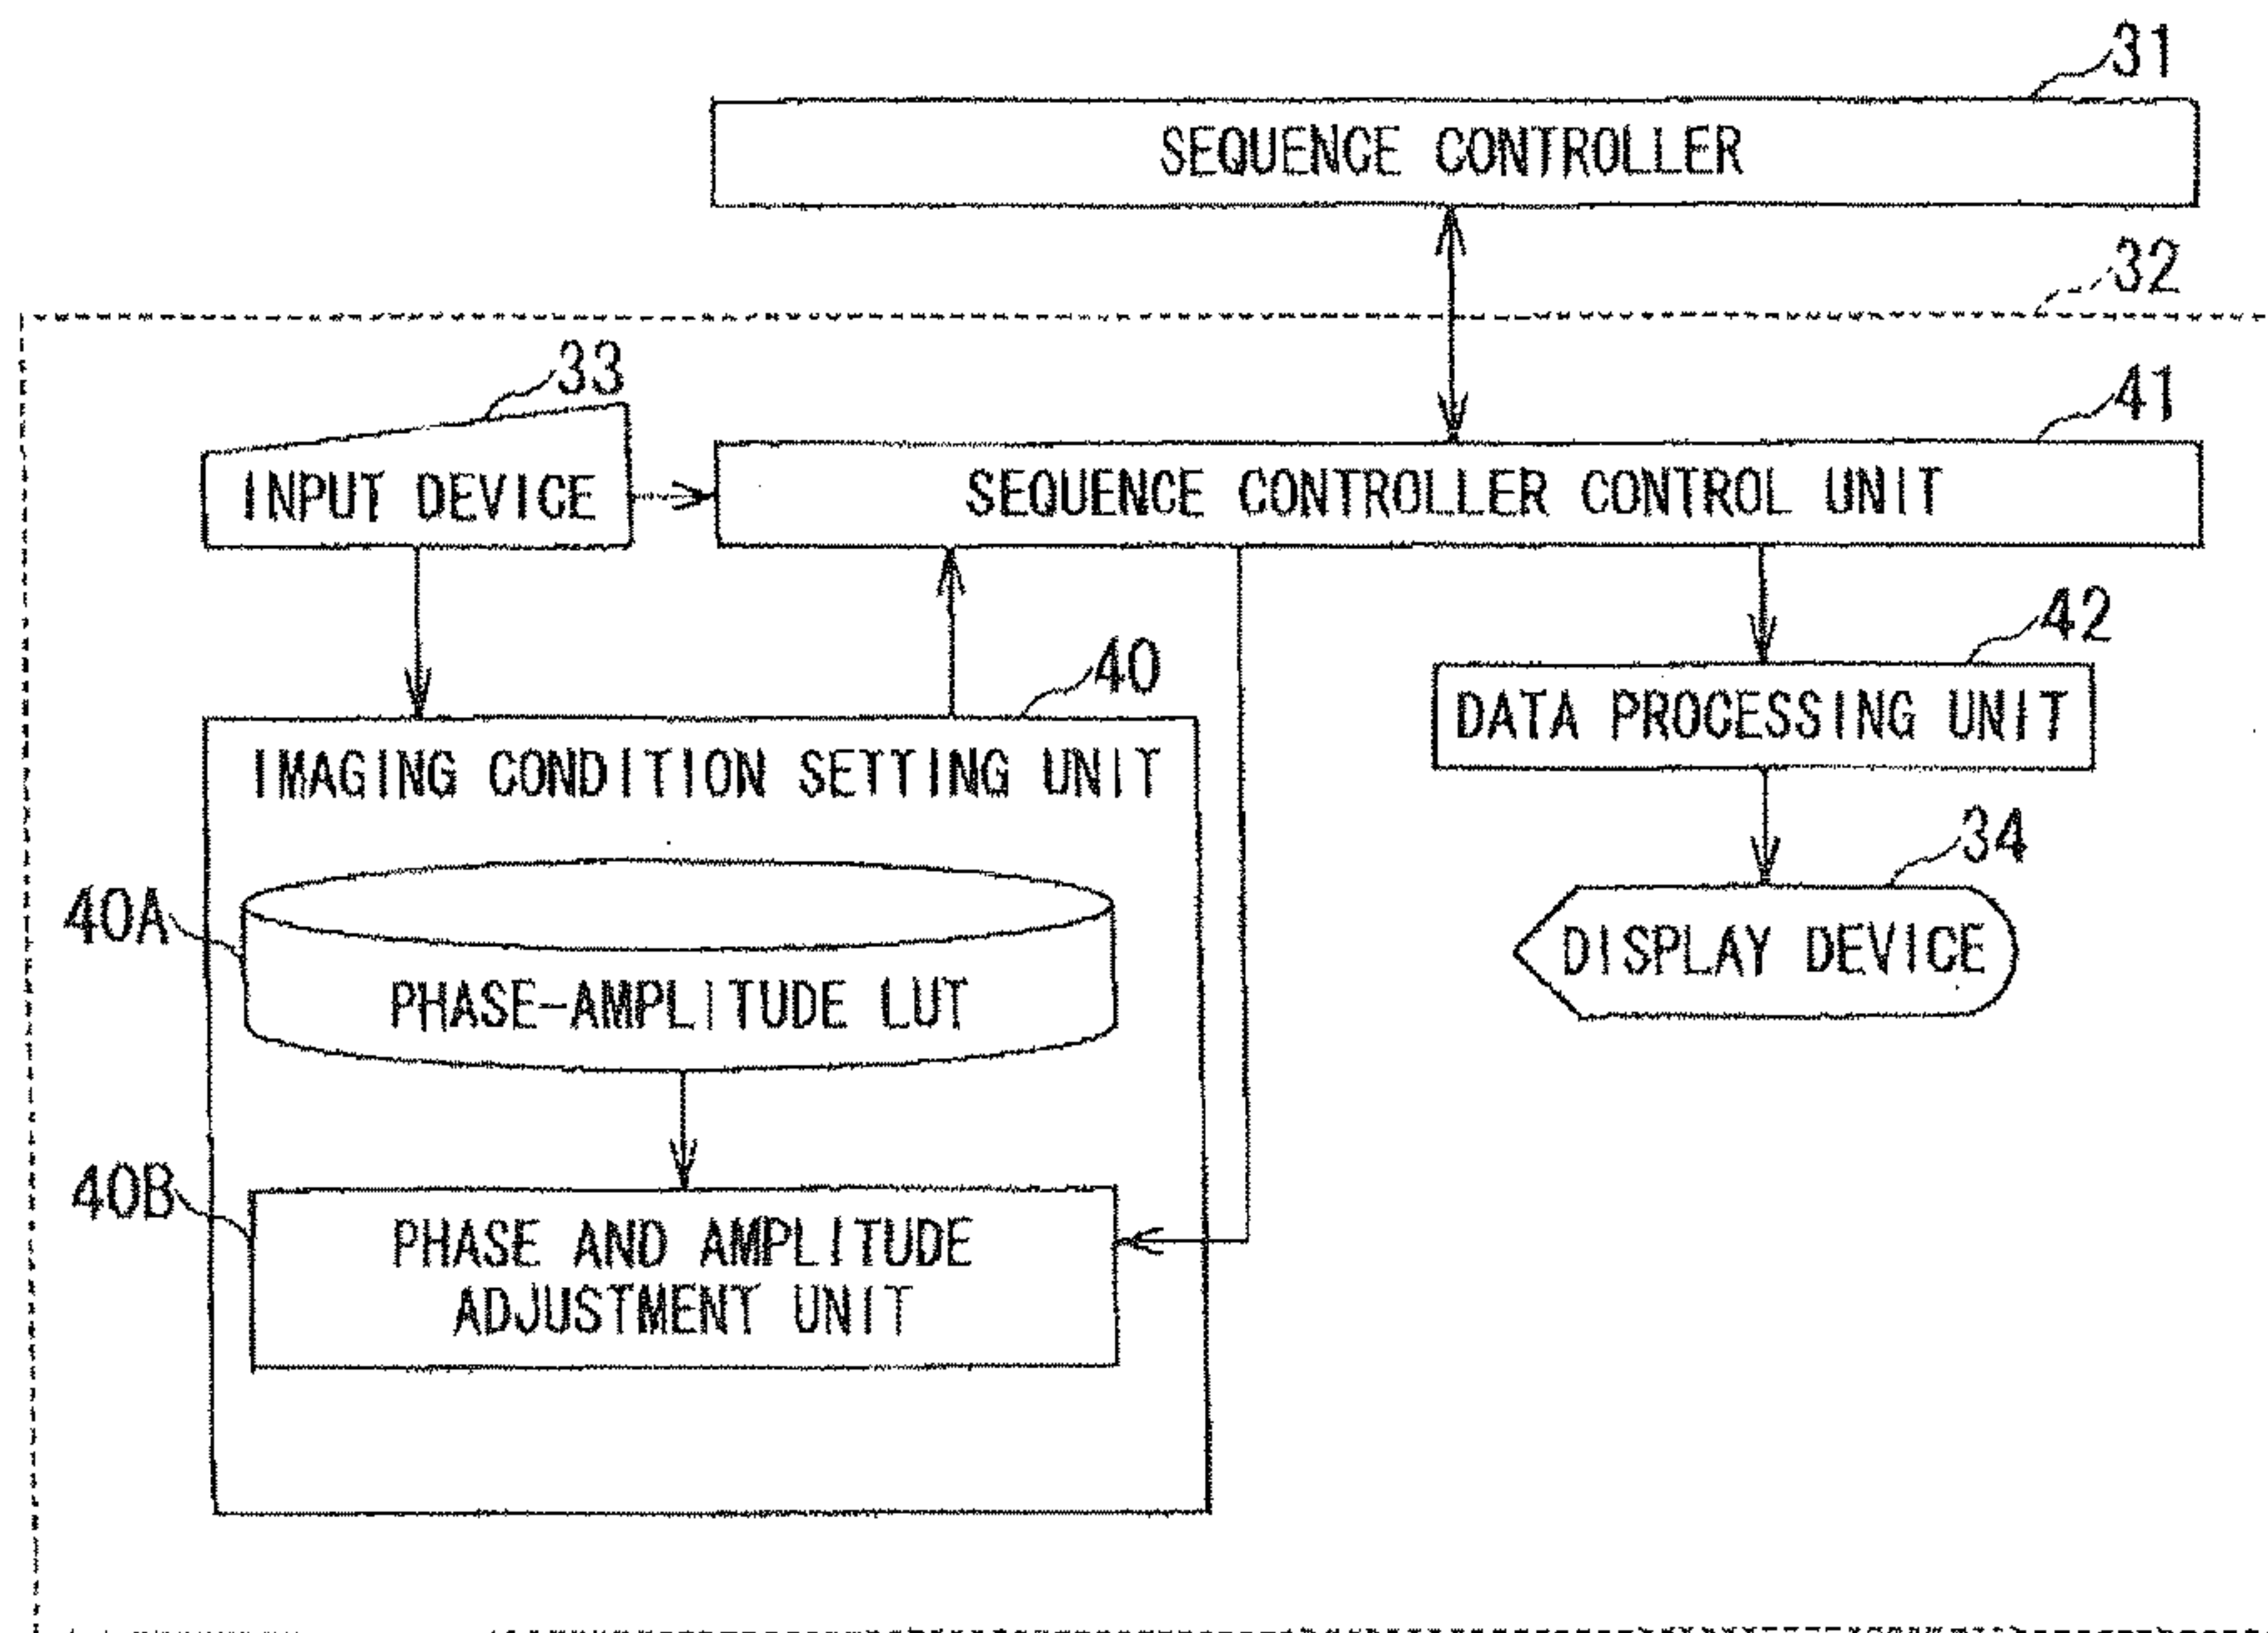 31
SEQUENCE CONTROLLER
32
33
41
INPUT DEVICE
SEQUENCE CONTROLLER CONTROL UNIT
42
40
DATA PROCESSING UNIT
IMAGING CONDITION SETTING UNIT
34
40A
DISPLAY DEVICE
PHASE-AMPLITUDE LUT
40B
PHASE AND AMPLITUDE
ADJUSTMENT UNIT